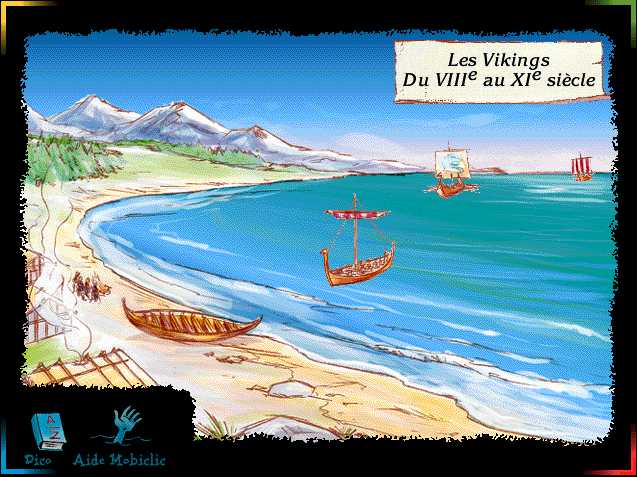 Les Vikings
Du VIIIe au XIe siècle
A
Z
Dico
Aide Mobiclic